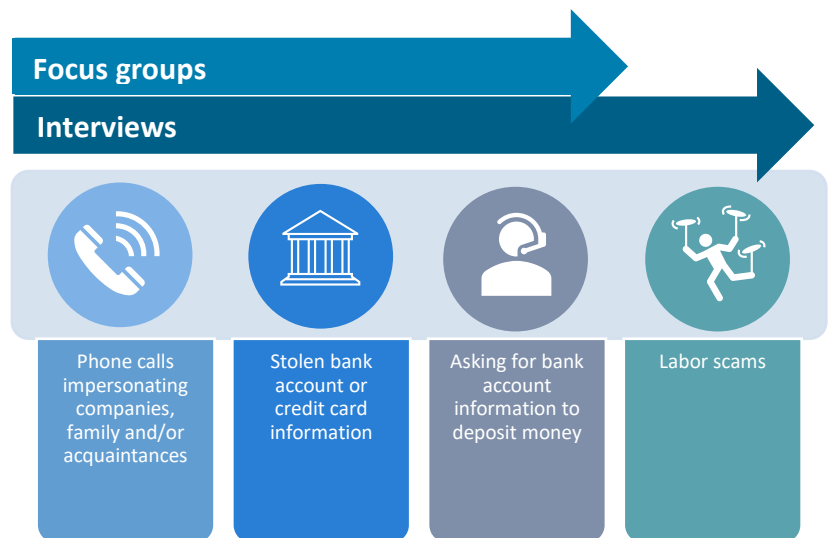 Focus groups
Interviews
Phone calls
impersonating
companies,
family and/or
acquaintances
Stolen bank
account or
credit card
information
Asking for bank
account
information to
deposit money
Labor scams